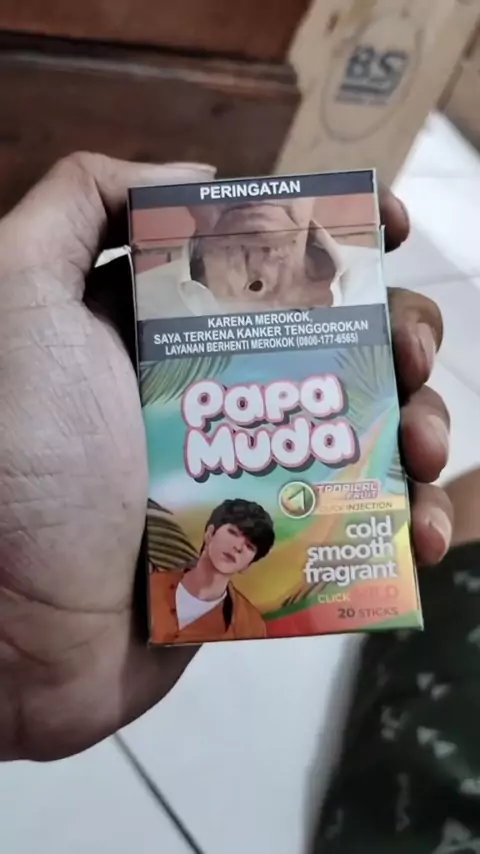 BS
PERINGATAN
KARENA MEROKOK,
SAYA TERKENA KANKER TENGGOROKAN
LAYANAN BERHENTI MEROKOK (0800-177-6565)
Papa
Muda
TROPICAL
FRUIT
CLICK INJECTION
cold
smooth
fragrant
CLICK MILD
20 STICKS